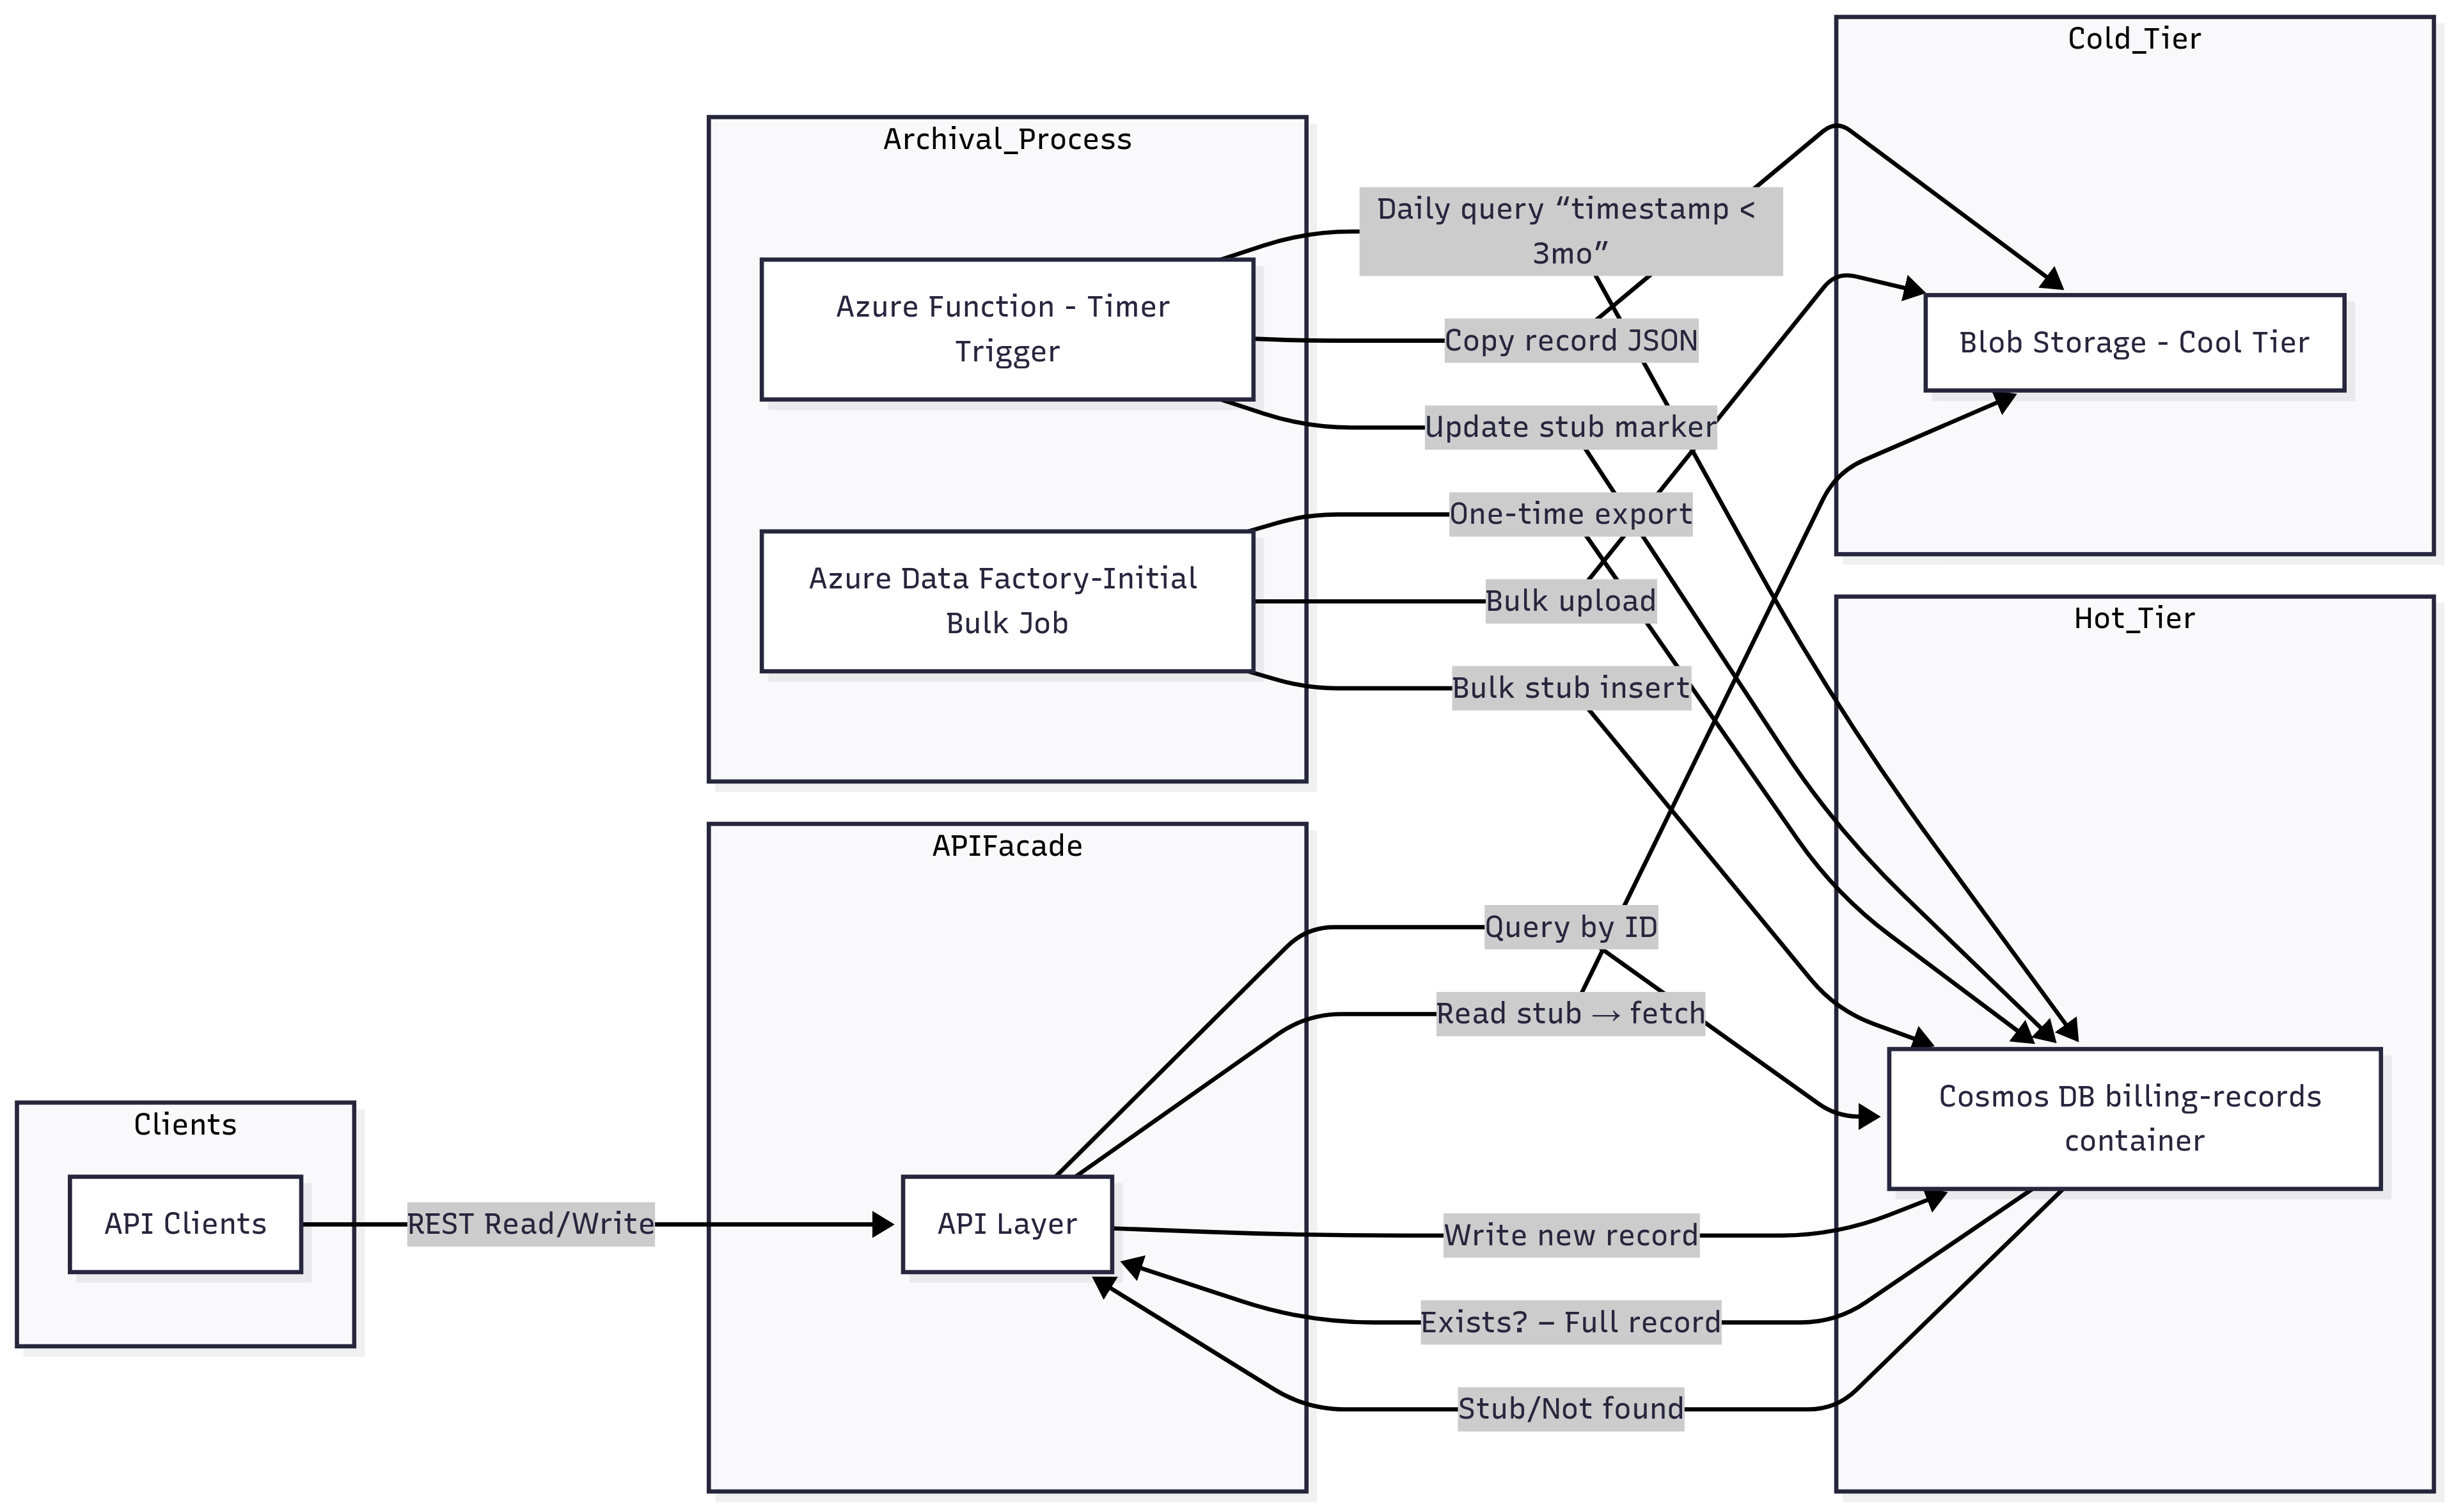 Cold_Tier
Archival_Process
Daily query “timestamp <
3mo”
Azure Function - Timer
Trigger
Copy record JSON
Blob Storage - Cool Tier
Update stub marker
One-time export
Azure Data Factory-Initial
Bulk Job
Bulk upload
Hot_Tier
Bulk stub insert
APIFacade
Query by ID
Read stub → fetch
Clients
Cosmos DB billing-records
container
API Clients
REST Read/Write
API Layer
Write new record
Exists? – Full record
Stub/Not found